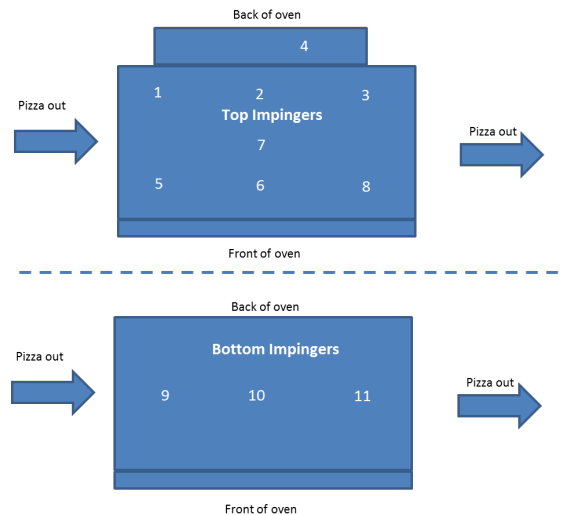 Back of oven
4
1 2 3
Top Impingers
Pizza out
Pizza out
7
5 6 8
Front of oven
Back of oven
Bottom Impingers
Pizza out
Pizza out
9 10 11
Front of oven